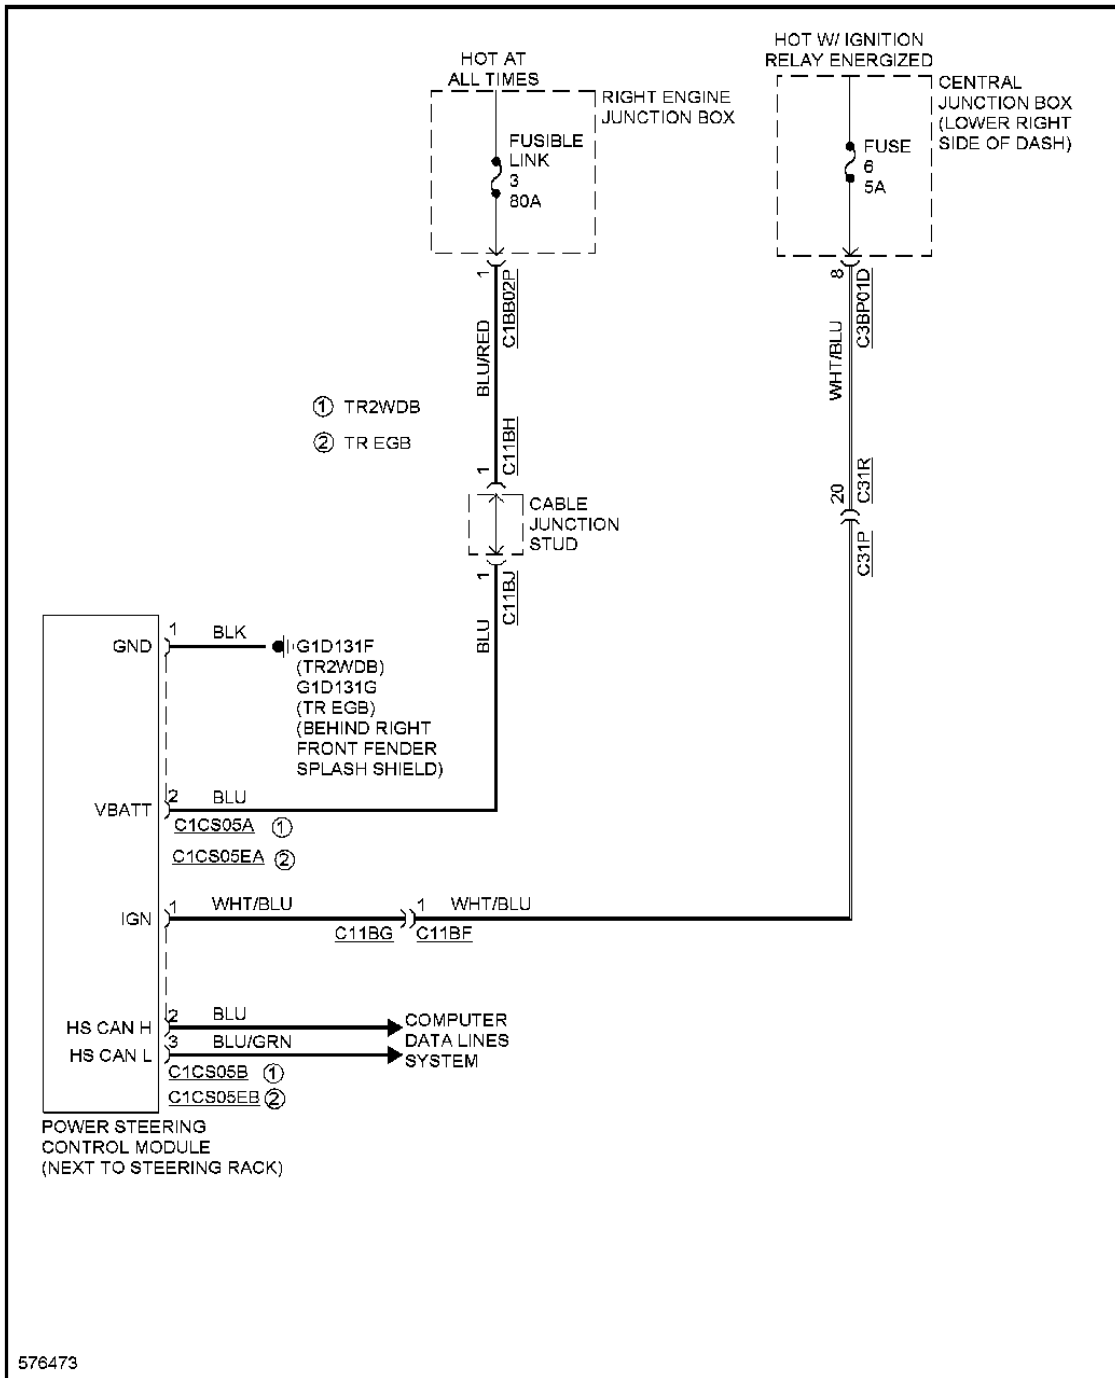 HOT AT
ALL TIMES
RIGHT ENGINE
JUNCTION BOX
FUSIBLE
LINK
3
80A
HOT W/ IGNITION
RELAY ENERGIZED
CENTRAL
JUNCTION BOX
(LOWER RIGHT
SIDE OF DASH)
FUSE
6
5A
1
C1BB02P
BLU/RED
8
C3BP01D
WHT/BLU
① TR2WDB
② TR EGB
1
C11BH
CABLE
JUNCTION
STUD
20
C31R
C31P
1
C11BJ
BLU
GND
1
BLK
G1D131F
(TR2WDB)
G1D131G
(TR EGB)
(BEHIND RIGHT
FRONT FENDER
SPLASH SHIELD)
VBATT
2
BLU
C1CS05A ①
C1CS05EA ②
IGN
1
WHT/BLU
1
WHT/BLU
C11BG
C11BF
HS CAN H
2
BLU
HS CAN L
3
BLU/GRN
COMPUTER
DATA LINES
SYSTEM
C1CS05B ①
C1CS05EB ②
POWER STEERING
CONTROL MODULE
(NEXT TO STEERING RACK)
576473